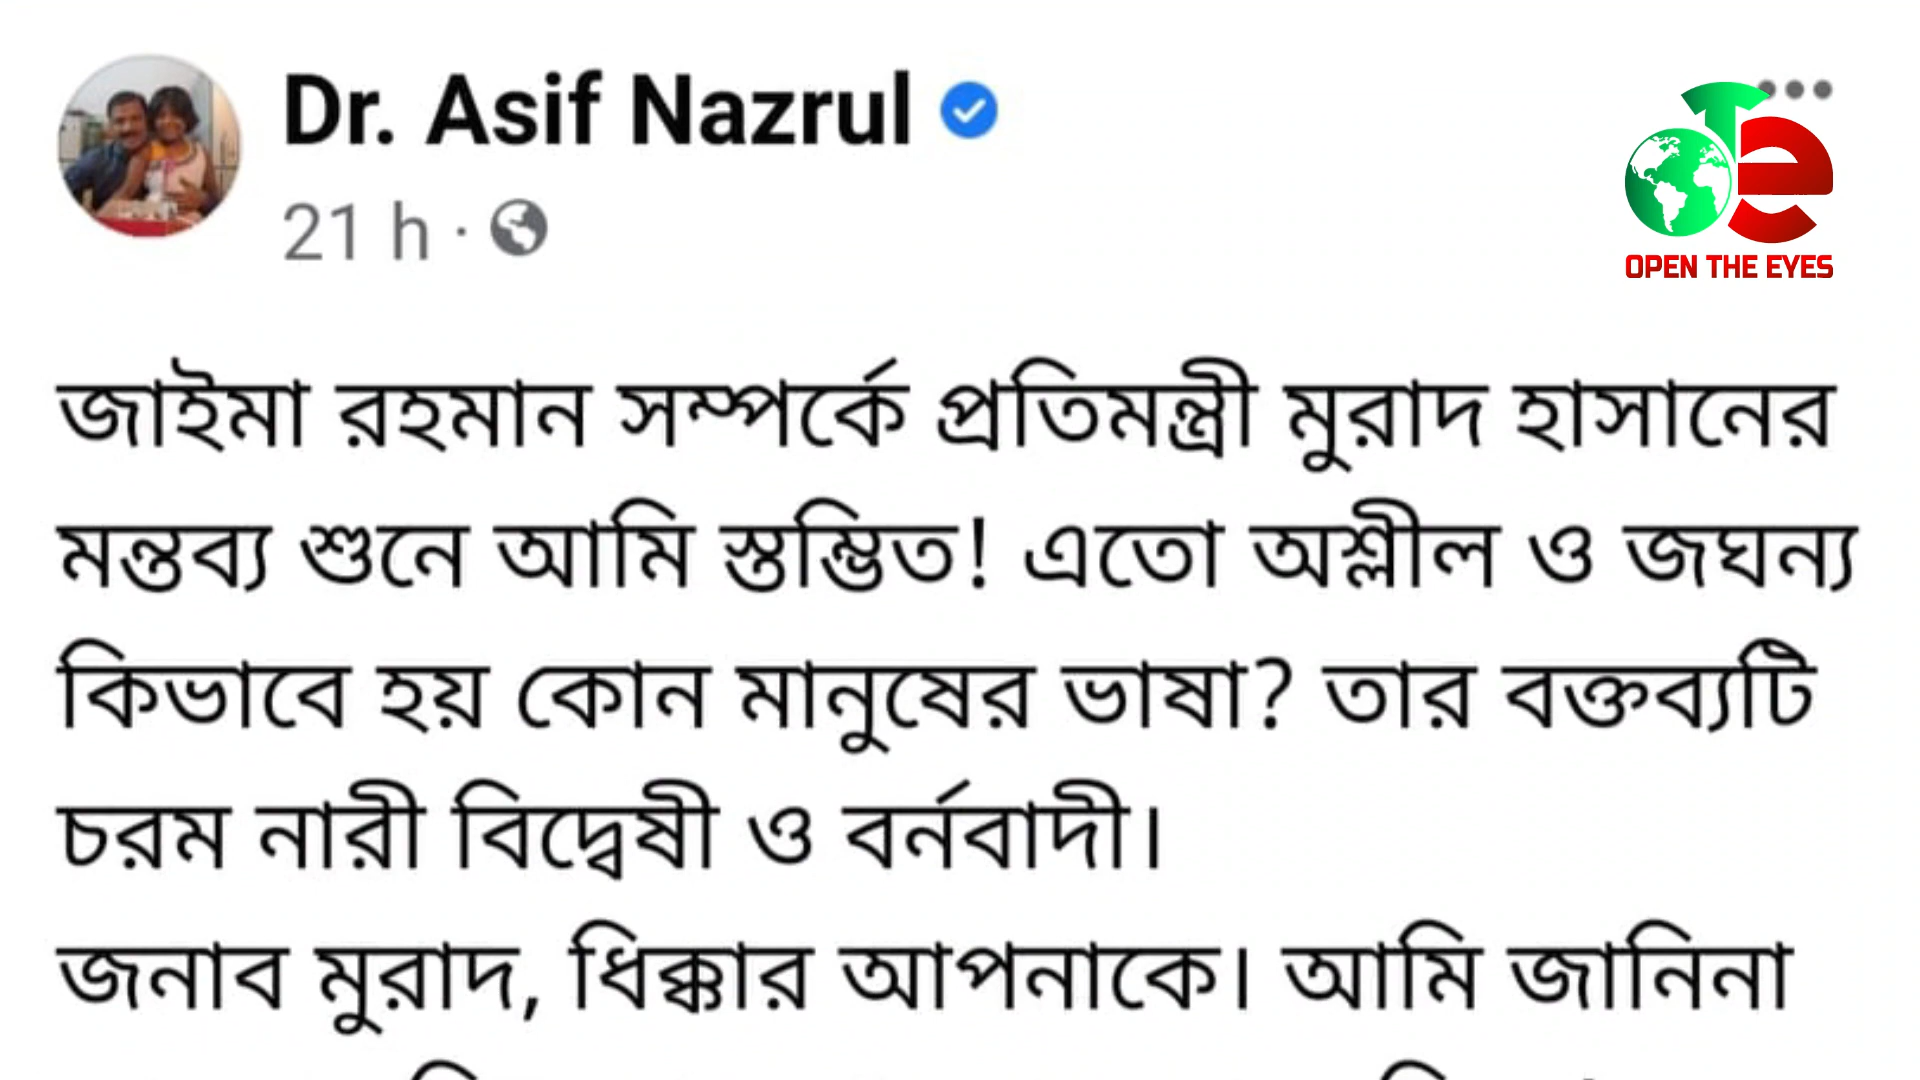 Dr. Asif Nazrul
21 h ·
OPEN THE EYES
জাইমা রহমান সম্পর্কে প্রতিমন্ত্রী মুরাদ হাসানের
মন্তব্য শুনে আমি স্তম্ভিত! এতো অশ্লীল ও জঘন্য
কিভাবে হয় কোন মানুষের ভাষা? তার বক্তব্যটি
চরম নারী বিদ্বেষী ও বর্নবাদী।
জনাব মুরাদ, ধিক্কার আপনাকে। আমি জানিনা